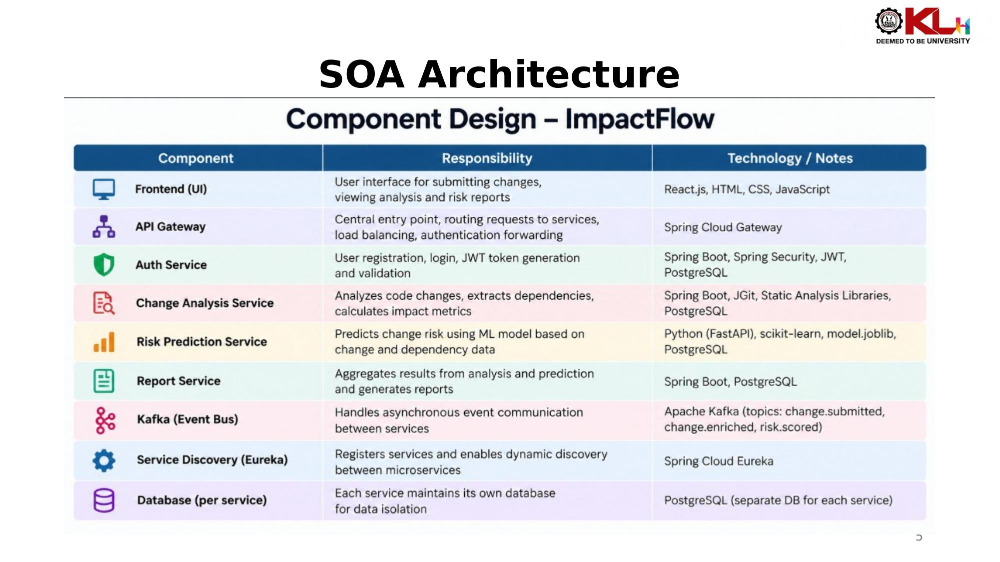 KLH
DEEMED TO BE UNIVERSITY
SOA Architecture
Component Design – ImpactFlow
Component Responsibility Technology / Notes
Frontend (UI)
User interface for submitting changes,
viewing analysis and risk reports
React.js, HTML, CSS, JavaScript
API Gateway
Central entry point, routing requests to services,
load balancing, authentication forwarding
Spring Cloud Gateway
Auth Service
User registration, login, JWT token generation
and validation
Spring Boot, Spring Security, JWT,
PostgreSQL
Change Analysis Service
Analyzes code changes, extracts dependencies,
calculates impact metrics
Spring Boot, JGit, Static Analysis Libraries,
PostgreSQL
Risk Prediction Service
Predicts change risk using ML model based on
change and dependency data
Python (FastAPI), scikit-learn, model.joblib,
PostgreSQL
Report Service
Aggregates results from analysis and prediction
and generates reports
Spring Boot, PostgreSQL
Kafka (Event Bus)
Handles asynchronous event communication
between services
Apache Kafka (topics: change.submitted,
change.enriched, risk.scored)
Service Discovery (Eureka)
Registers services and enables dynamic discovery
between microservices
Spring Cloud Eureka
Database (per service)
Each service maintains its own database
for data isolation
PostgreSQL (separate DB for each service)
5